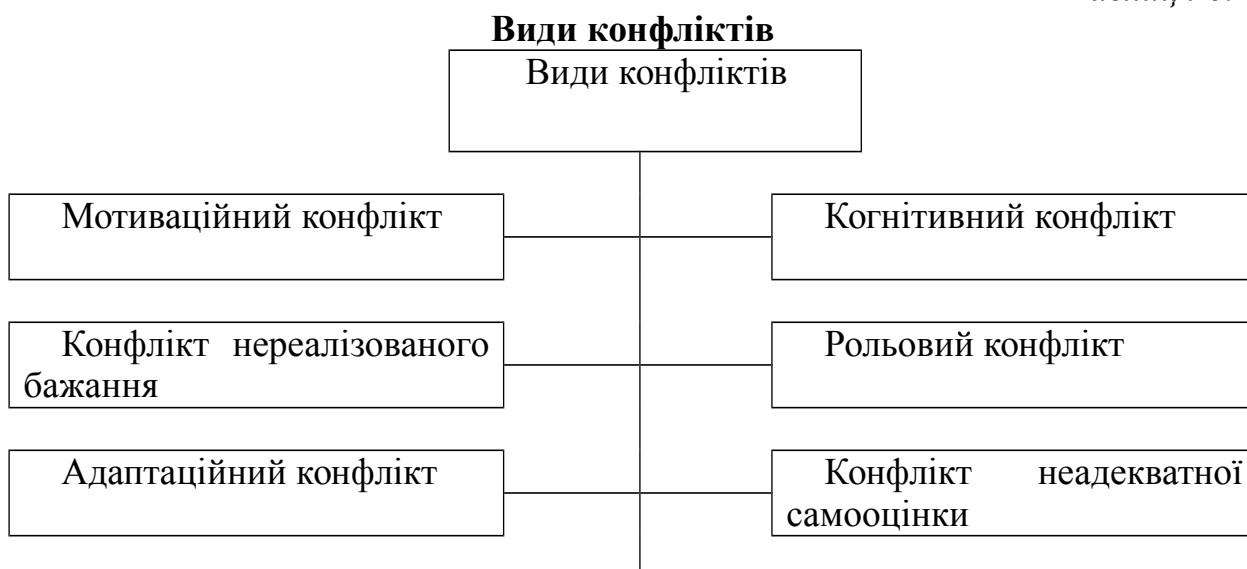 Види конфліктів
Види конфліктів
Мотиваційний конфлікт
Когнітивний конфлікт
Конфлікт нереалізованого
бажання
Рольовий конфлікт
Адаптаційний конфлікт
Конфлікт неадекватної
самооцінки